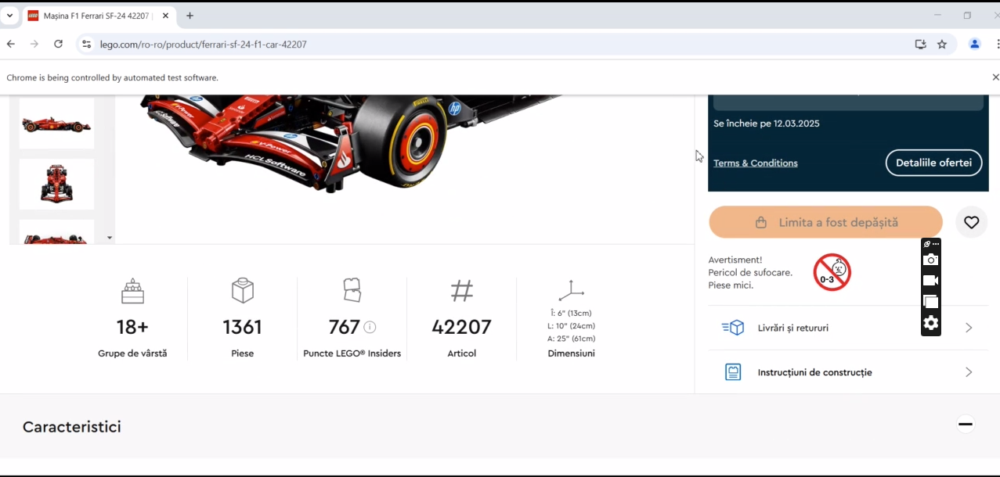 Mașina F1 Ferrari SF-24 42207
lego.com/ro-ro/product/ferrari-sf-24-f1-car-42207
Chrome is being controlled by automated test software.
V-Power
HCLSoftware
hp
Se încheie pe 12.03.2025
Terms & Conditions
Detaliile ofertei
Limita a fost depășită
Avertisment!
Pericol de sufocare.
Piese mici.
0-3
18+
Grupe de vârstă
1361
Piese
767
Puncte LEGO® Insiders
42207
Articol
Î: 6" (13cm)
L: 10" (24cm)
A: 25" (61cm)
Dimensiuni
Livrări și retururi
Instrucțiuni de construcție
Caracteristici